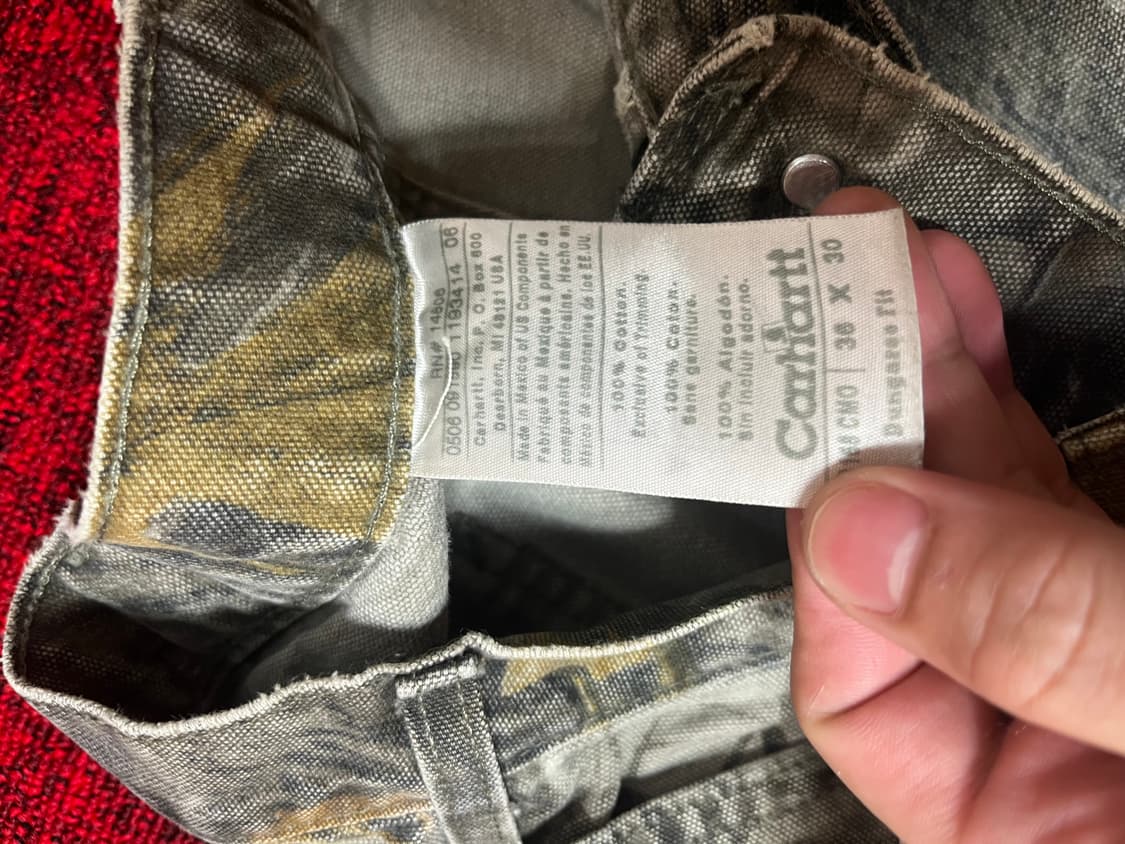 Carhartt
CMO | 36 X 30
Dungaree Fit
100% Algodón.
Sin incluir adorno.
100% Coton.
Sans garniture.
100% Cotton.
Exclusive of Trimming.
Made in Mexico of US Components
Fabriqué au Mexique à partir de
composants américains. Hecho en
México de componentes de los EE.UU.
Carhartt, Inc. P. O. Box 600
Dearborn, MI 48121 USA
RN# 14806
0506 1193414 06